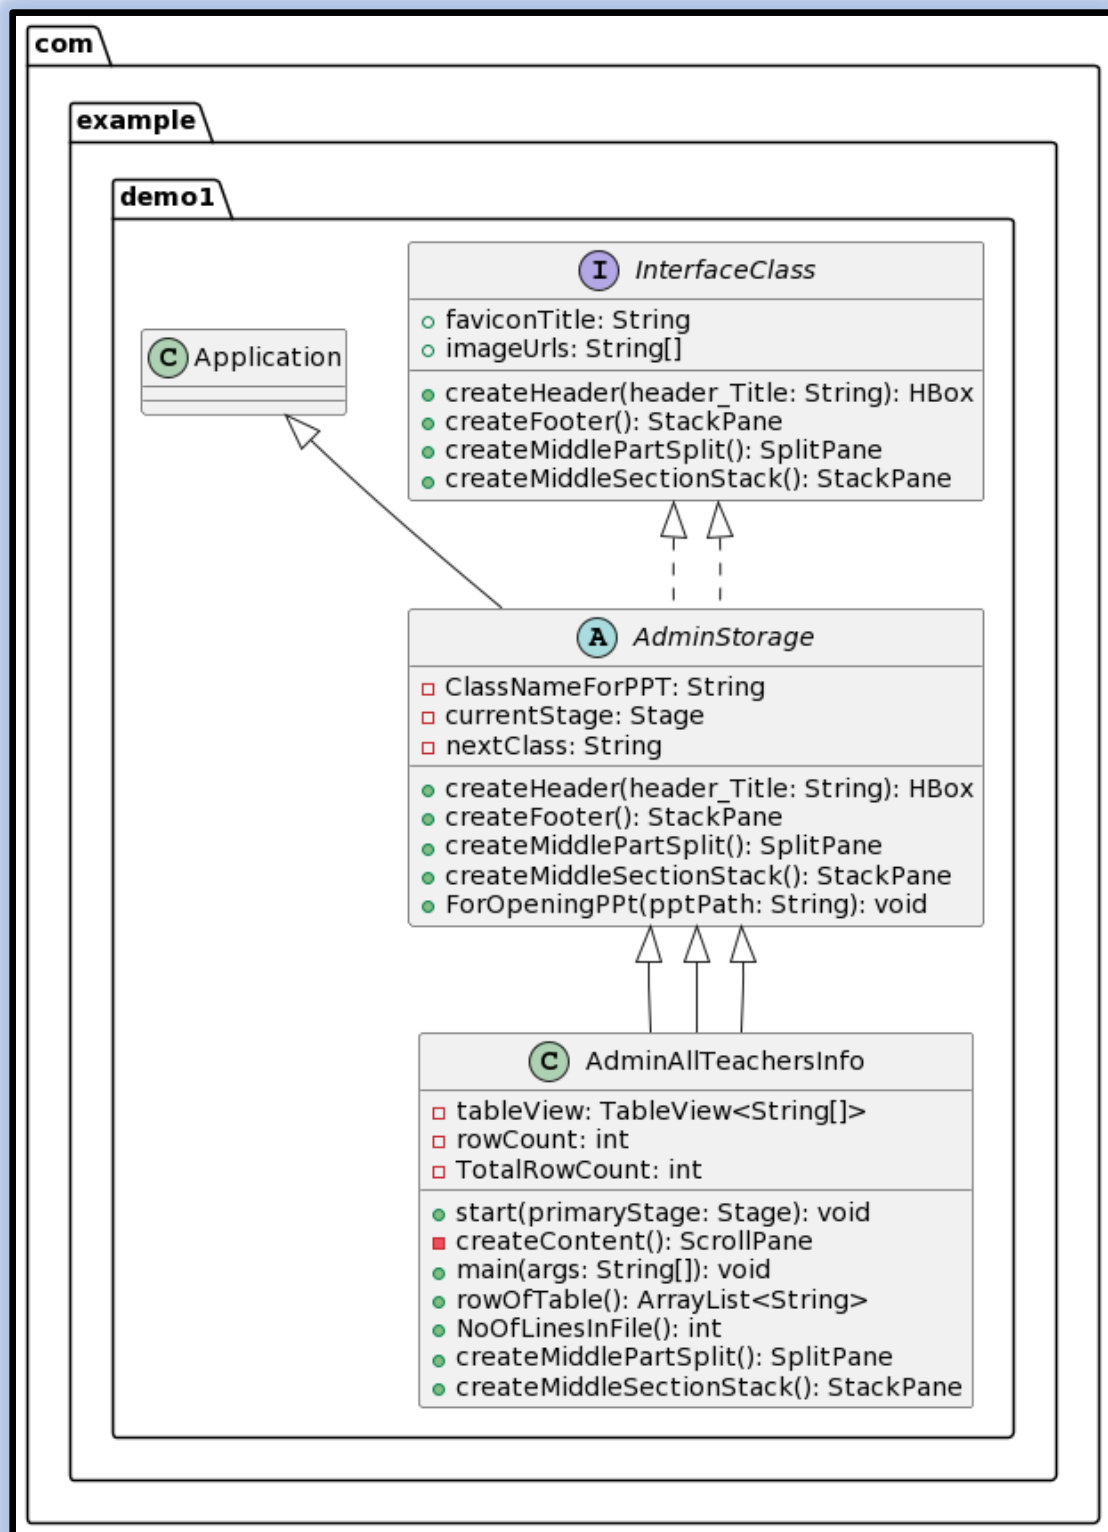 com
example
demo1
I InterfaceClass
faviconTitle: String
imageUrls: String[]
createHeader(header_Title: String): HBox
createFooter(): StackPane
createMiddlePartSplit(): SplitPane
createMiddleSectionStack(): StackPane
C Application
A AdminStorage
ClassNameForPPT: String
currentStage: Stage
nextClass: String
createHeader(header_Title: String): HBox
createFooter(): StackPane
createMiddlePartSplit(): SplitPane
createMiddleSectionStack(): StackPane
ForOpeningPPt(pptPath: String): void
C AdminAllTeachersInfo
tableView: TableView<String[]>
rowCount: int
TotalRowCount: int
start(primaryStage: Stage): void
createContent(): ScrollPane
main(args: String[]): void
rowOfTable(): ArrayList<String>
NoOfLinesInFile(): int
createMiddlePartSplit(): SplitPane
createMiddleSectionStack(): StackPane